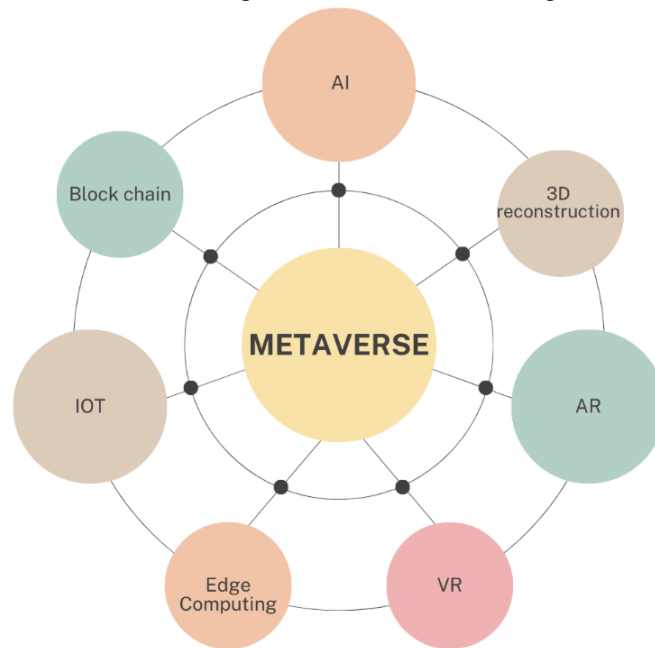 AI
Block chain
3D
reconstruction
METAVERSE
IOT
AR
Edge
Computing
VR